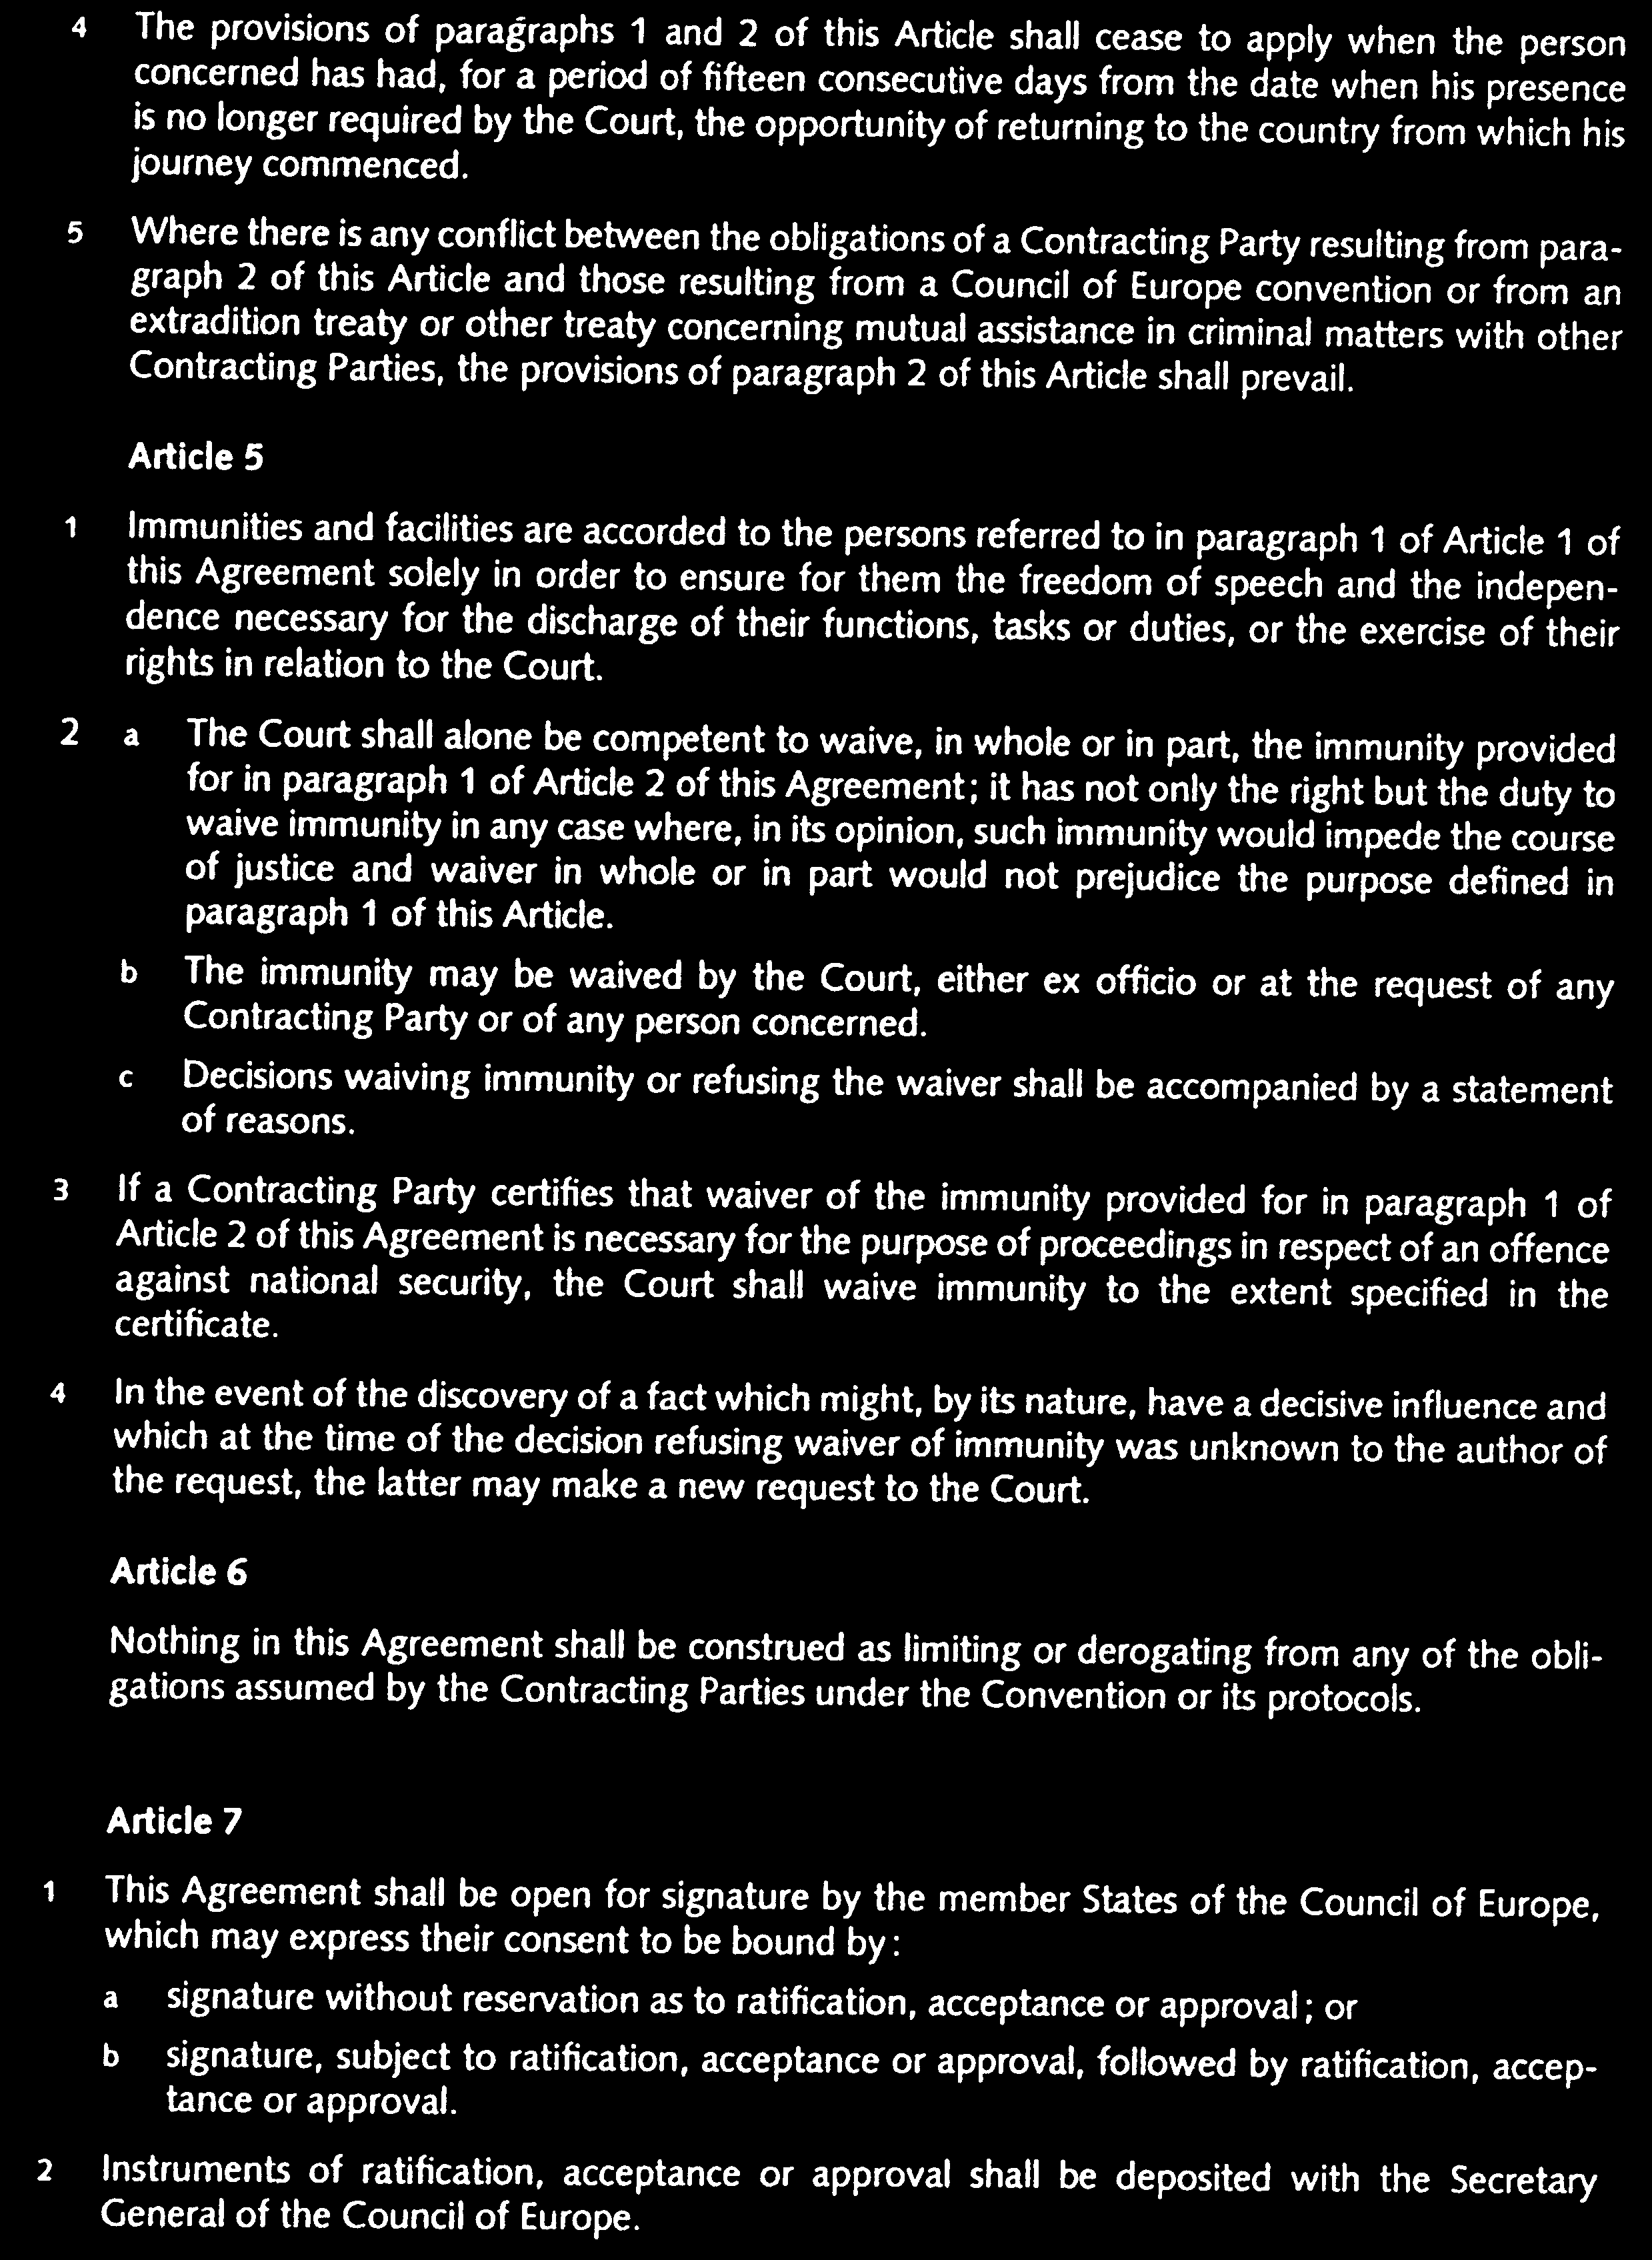 4 The provisions of paragraphs 1 and 2 of this Article shall cease to apply when the person
concerned has had, for a period of fifteen consecutive days from the date when his presence
is no longer required by the Court, the opportunity of returning to the country from which his
journey commenced.
5 Where there is any conflict between the obligations of a Contracting Party resulting from para-
graph 2 of this Article and those resulting from a Council of Europe convention or from an
extradition treaty or other treaty concerning mutual assistance in criminal matters with other
Contracting Parties, the provisions of paragraph 2 of this Article shall prevail.
Article 5
1 Immunities and facilities are accorded to the persons referred to in paragraph 1 of Article 1 of
this Agreement solely in order to ensure for them the freedom of speech and the indepen-
dence necessary for the discharge of their functions, tasks or duties, or the exercise of their
rights in relation to the Court.
2 a The Court shall alone be competent to waive, in whole or in part, the immunity provided
for in paragraph 1 of Article 2 of this Agreement; it has not only the right but the duty to
waive immunity in any case where, in its opinion, such immunity would impede the course
of justice and waiver in whole or in part would not prejudice the purpose defined in
paragraph 1 of this Article.
b The immunity may be waived by the Court, either ex officio or at the request of any
Contracting Party or of any person concerned.
c Decisions waiving immunity or refusing the waiver shall be accompanied by a statement
of reasons.
3 If a Contracting Party certifies that waiver of the immunity provided for in paragraph 1 of
Article 2 of this Agreement is necessary for the purpose of proceedings in respect of an offence
against national security, the Court shall waive immunity to the extent specified in the
certificate.
4 In the event of the discovery of a fact which might, by its nature, have a decisive influence and
which at the time of the decision refusing waiver of immunity was unknown to the author of
the request, the latter may make a new request to the Court.
Article 6
Nothing in this Agreement shall be construed as limiting or derogating from any of the obli-
gations assumed by the Contracting Parties under the Convention or its protocols.
Article 7
1 This Agreement shall be open for signature by the member States of the Council of Europe,
which may express their consent to be bound by:
a signature without reservation as to ratification, acceptance or approval; or
b signature, subject to ratification, acceptance or approval, followed by ratification, accep-
tance or approval.
2 Instruments of ratification, acceptance or approval shall be deposited with the Secretary
General of the Council of Europe.